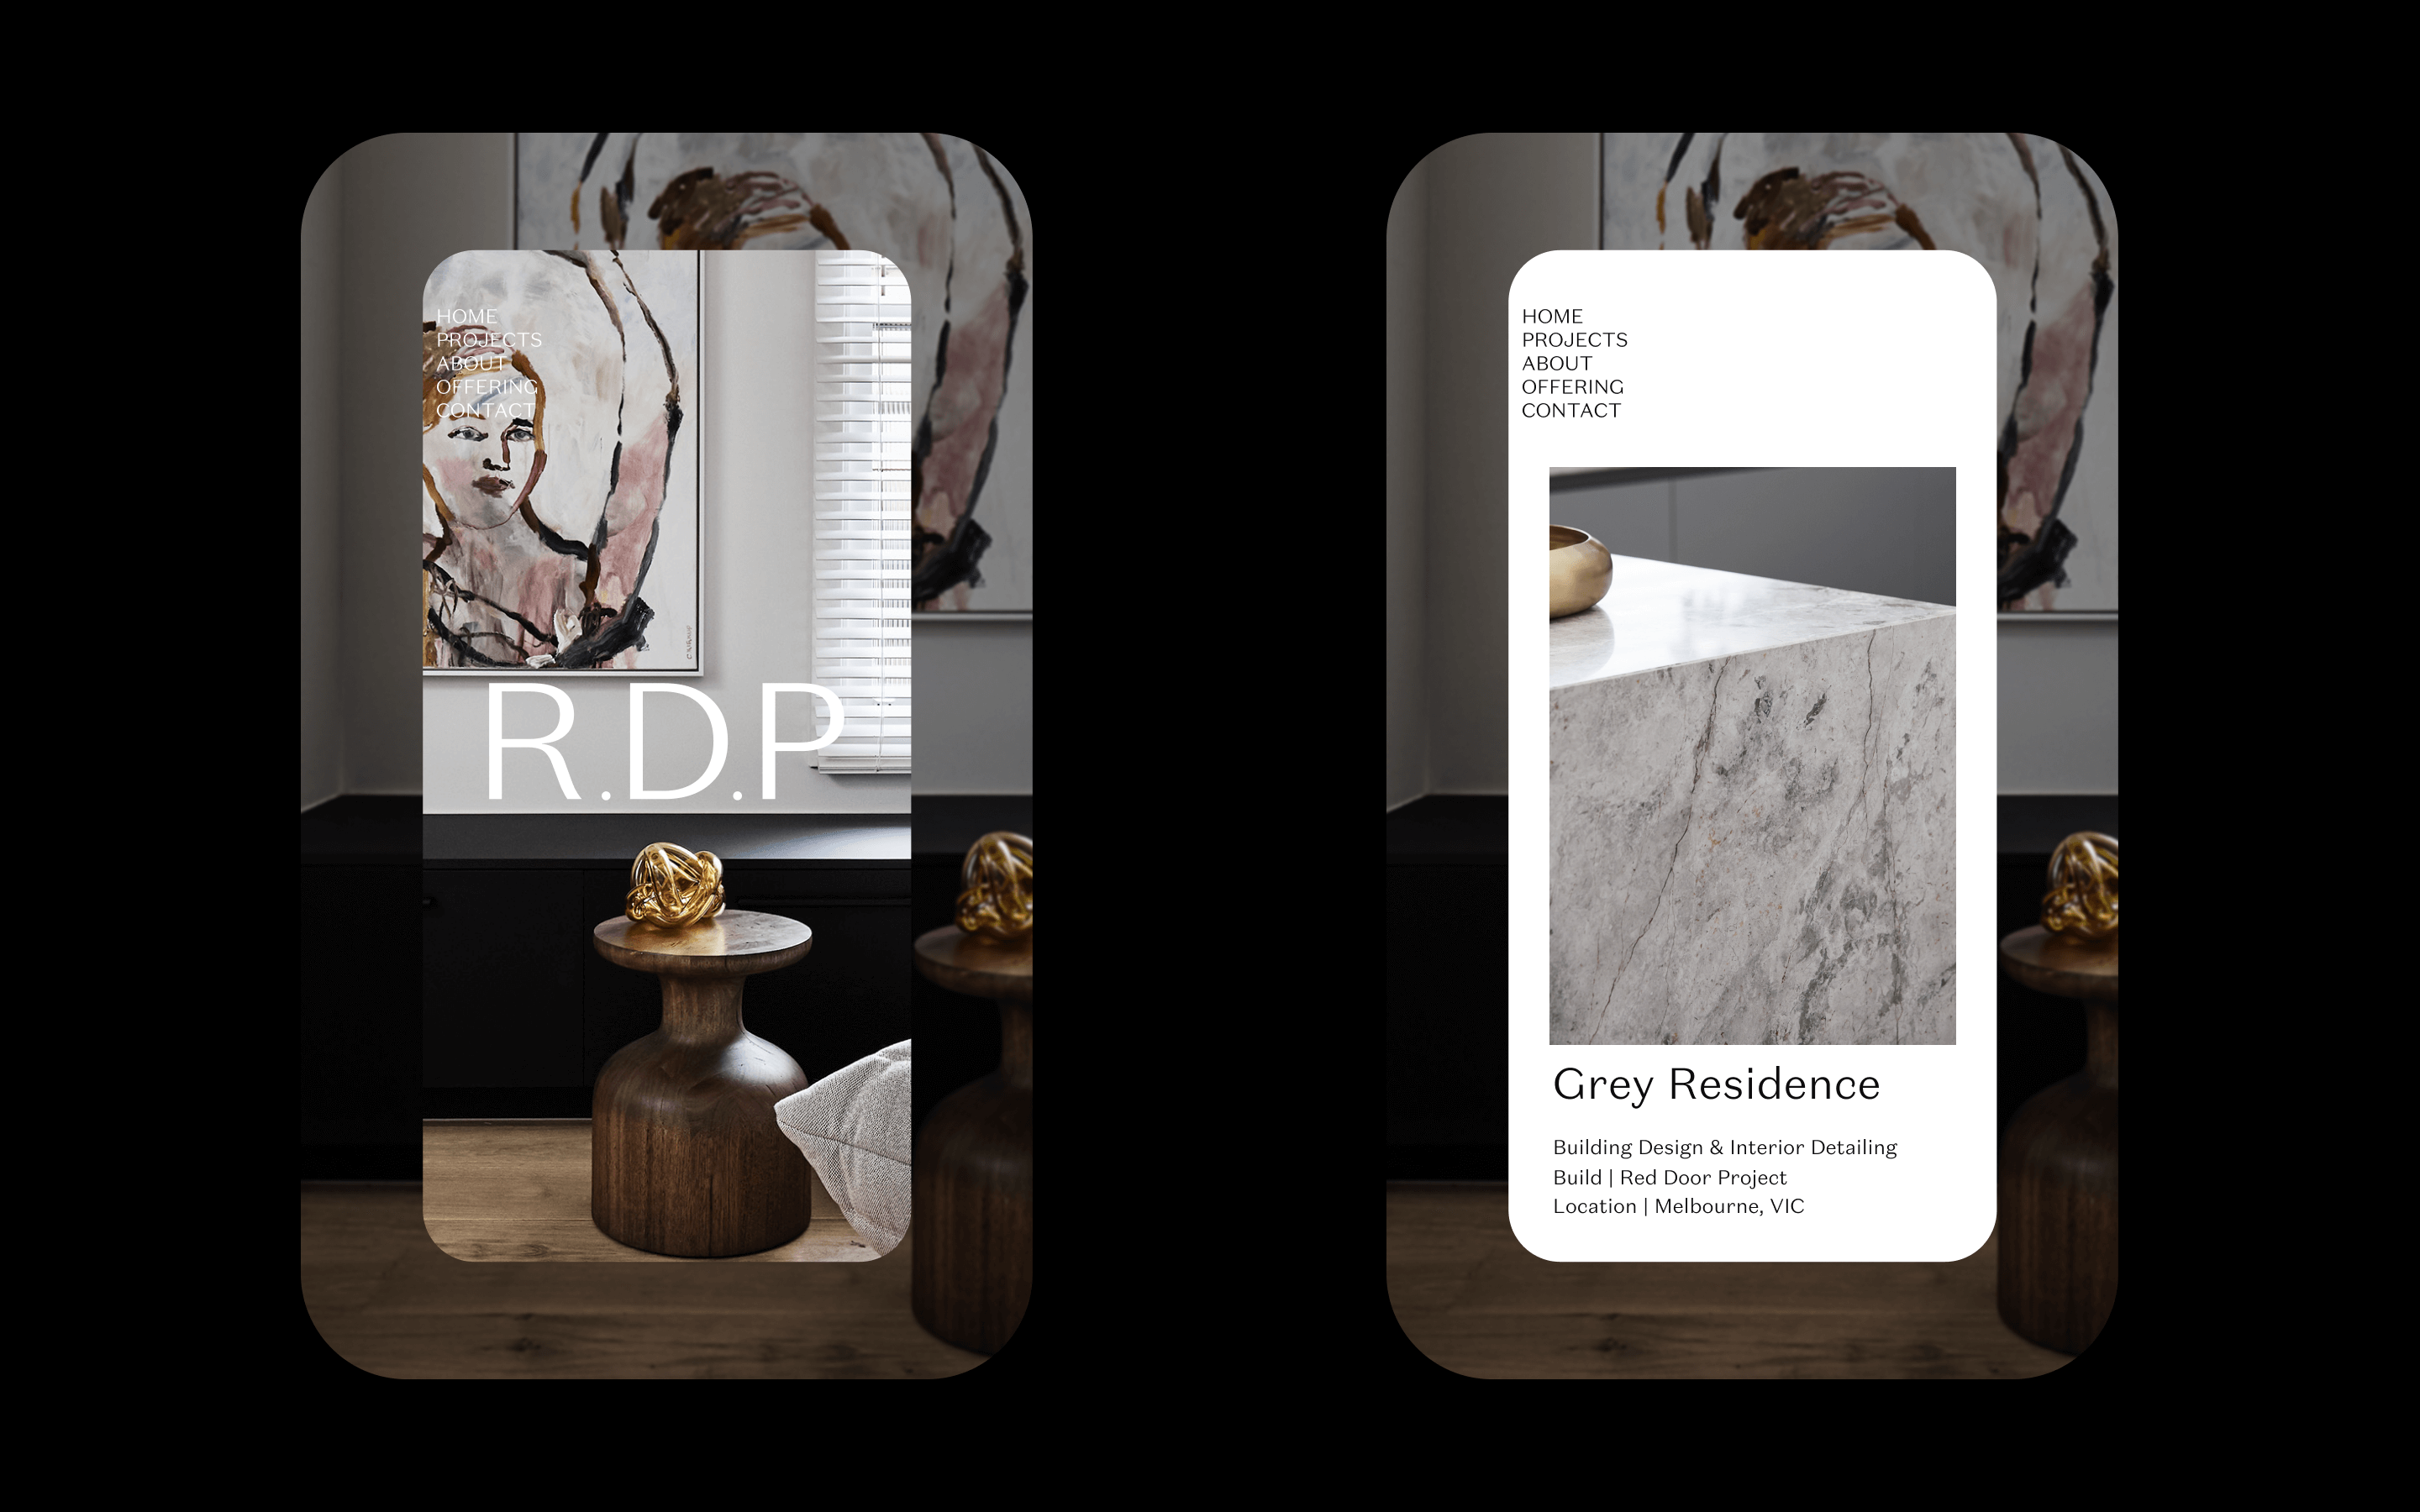 HOME
PROJECTS
ABOUT
OFFERING
CONTACT
R.D.P
HOME
PROJECTS
ABOUT
OFFERING
CONTACT
Grey Residence
Building Design & Interior Detailing
Build | Red Door Project
Location | Melbourne, VIC